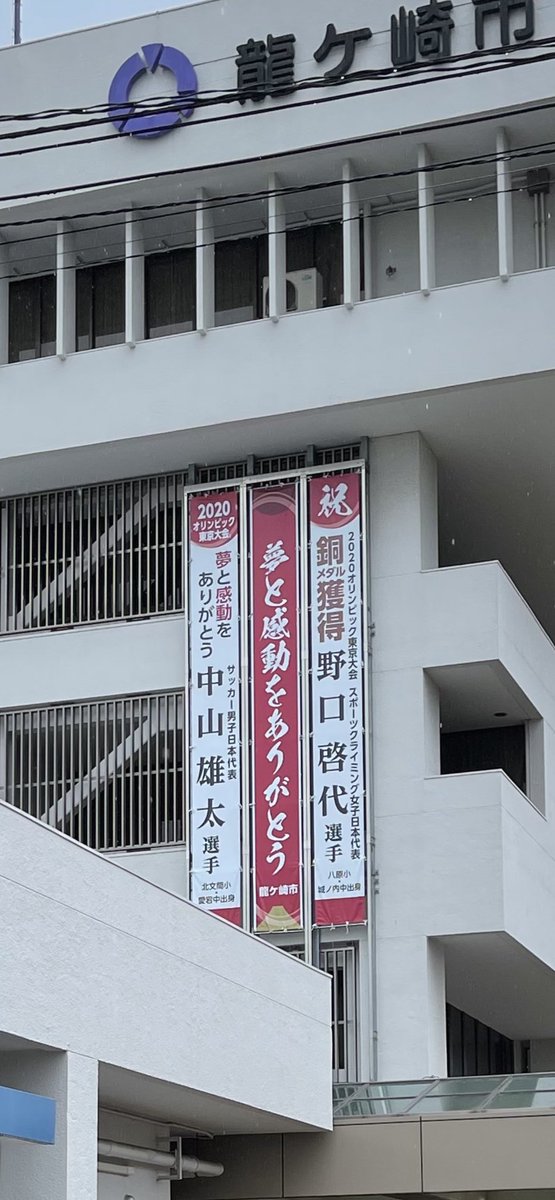 龍ケ崎市
祝
銅メダル獲得
2020オリンピック東京大会 スポーツクライミング女子日本代表
野口啓代選手
八原小・
城ノ内中出身
夢と感動をありがとう
龍ケ崎市
2020
オリンピック
東京大会
夢と感動を
ありがとう
サッカー男子日本代表
中山雄太選手
北文間小・
愛宕中出身